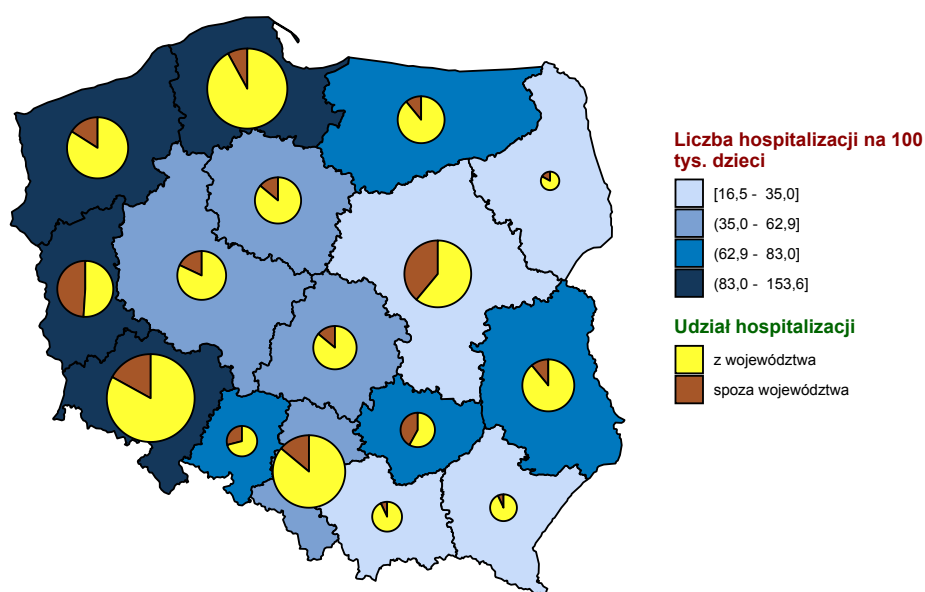 Liczba hospitalizacji na 100
tys. dzieci
[16,5 - 35,0]
(35,0 - 62,9]
(62,9 - 83,0]
(83,0 - 153,6]
Udział hospitalizacji
z województwa
spoza województwa